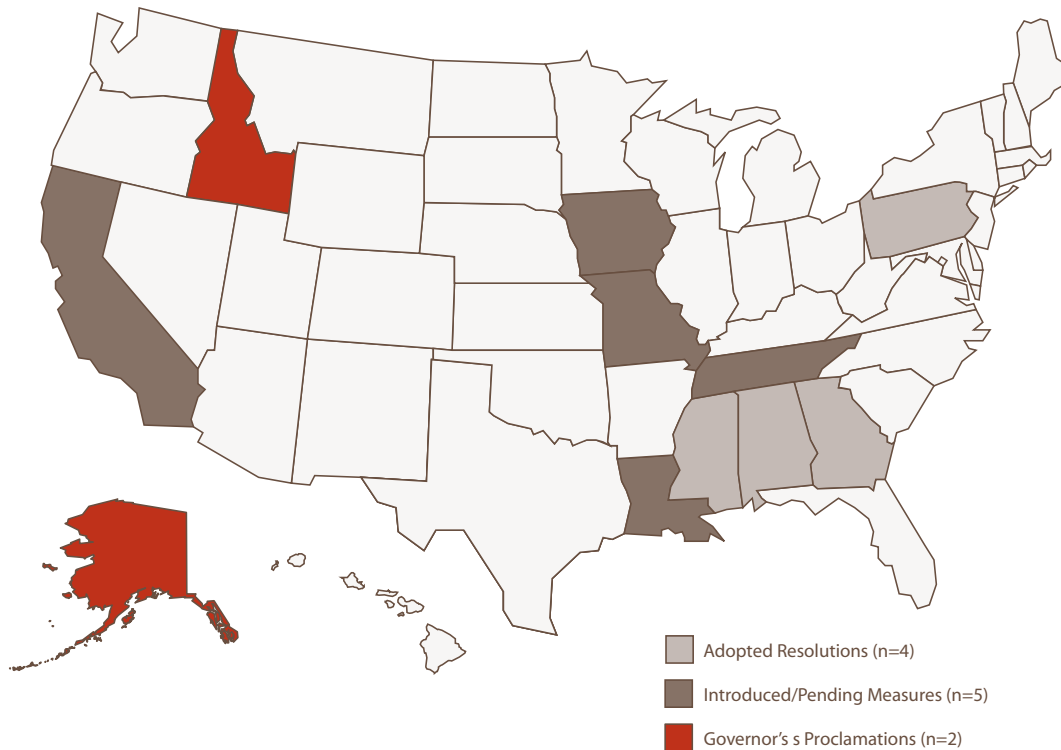 Adopted Resolutions (n=4)
Introduced/Pending Measures (n=5)
Governor's s Proclamations (n=2)